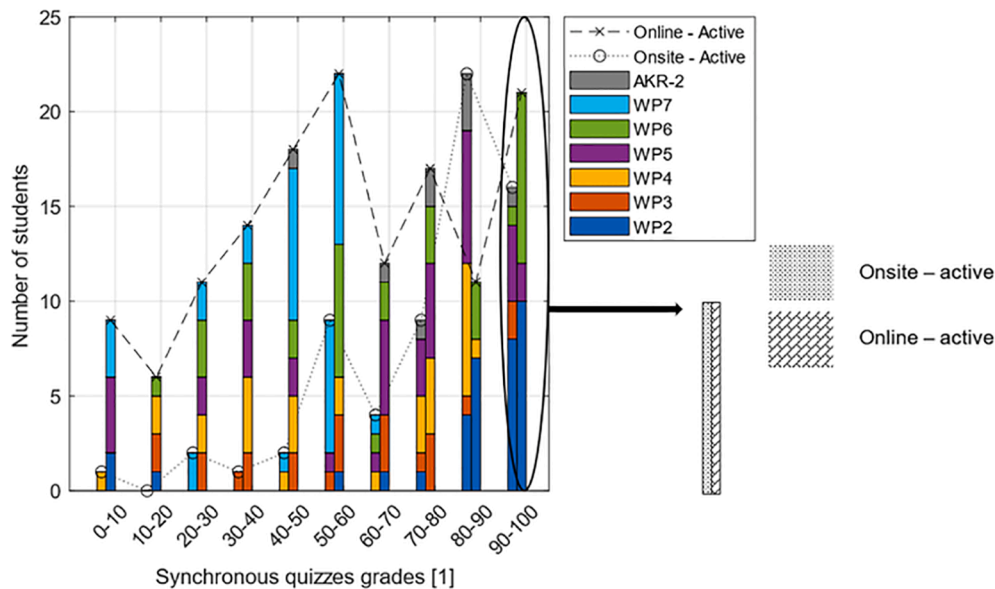 25
20
15
10
5
0
Number of students
0-10
10-20
20-30
30-40
40-50
50-60
60-70
70-80
80-90
90-100
Synchronous quizzes grades [1]
Online - Active
Onsite - Active
AKR-2
WP7
WP6
WP5
WP4
WP3
WP2
Onsite – active
Online – active